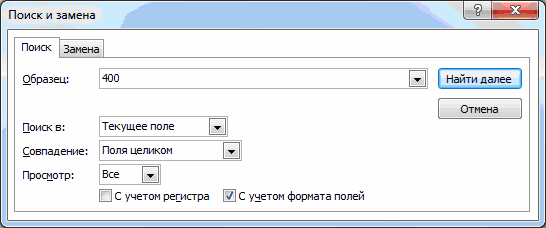 Поиск и замена
Поиск Замена
Образец: 400 Найти далее
Отмена
Поиск в: Текущее поле
Совпадение: Поля целиком
Просмотр: Все
С учетом регистра С учетом формата полей